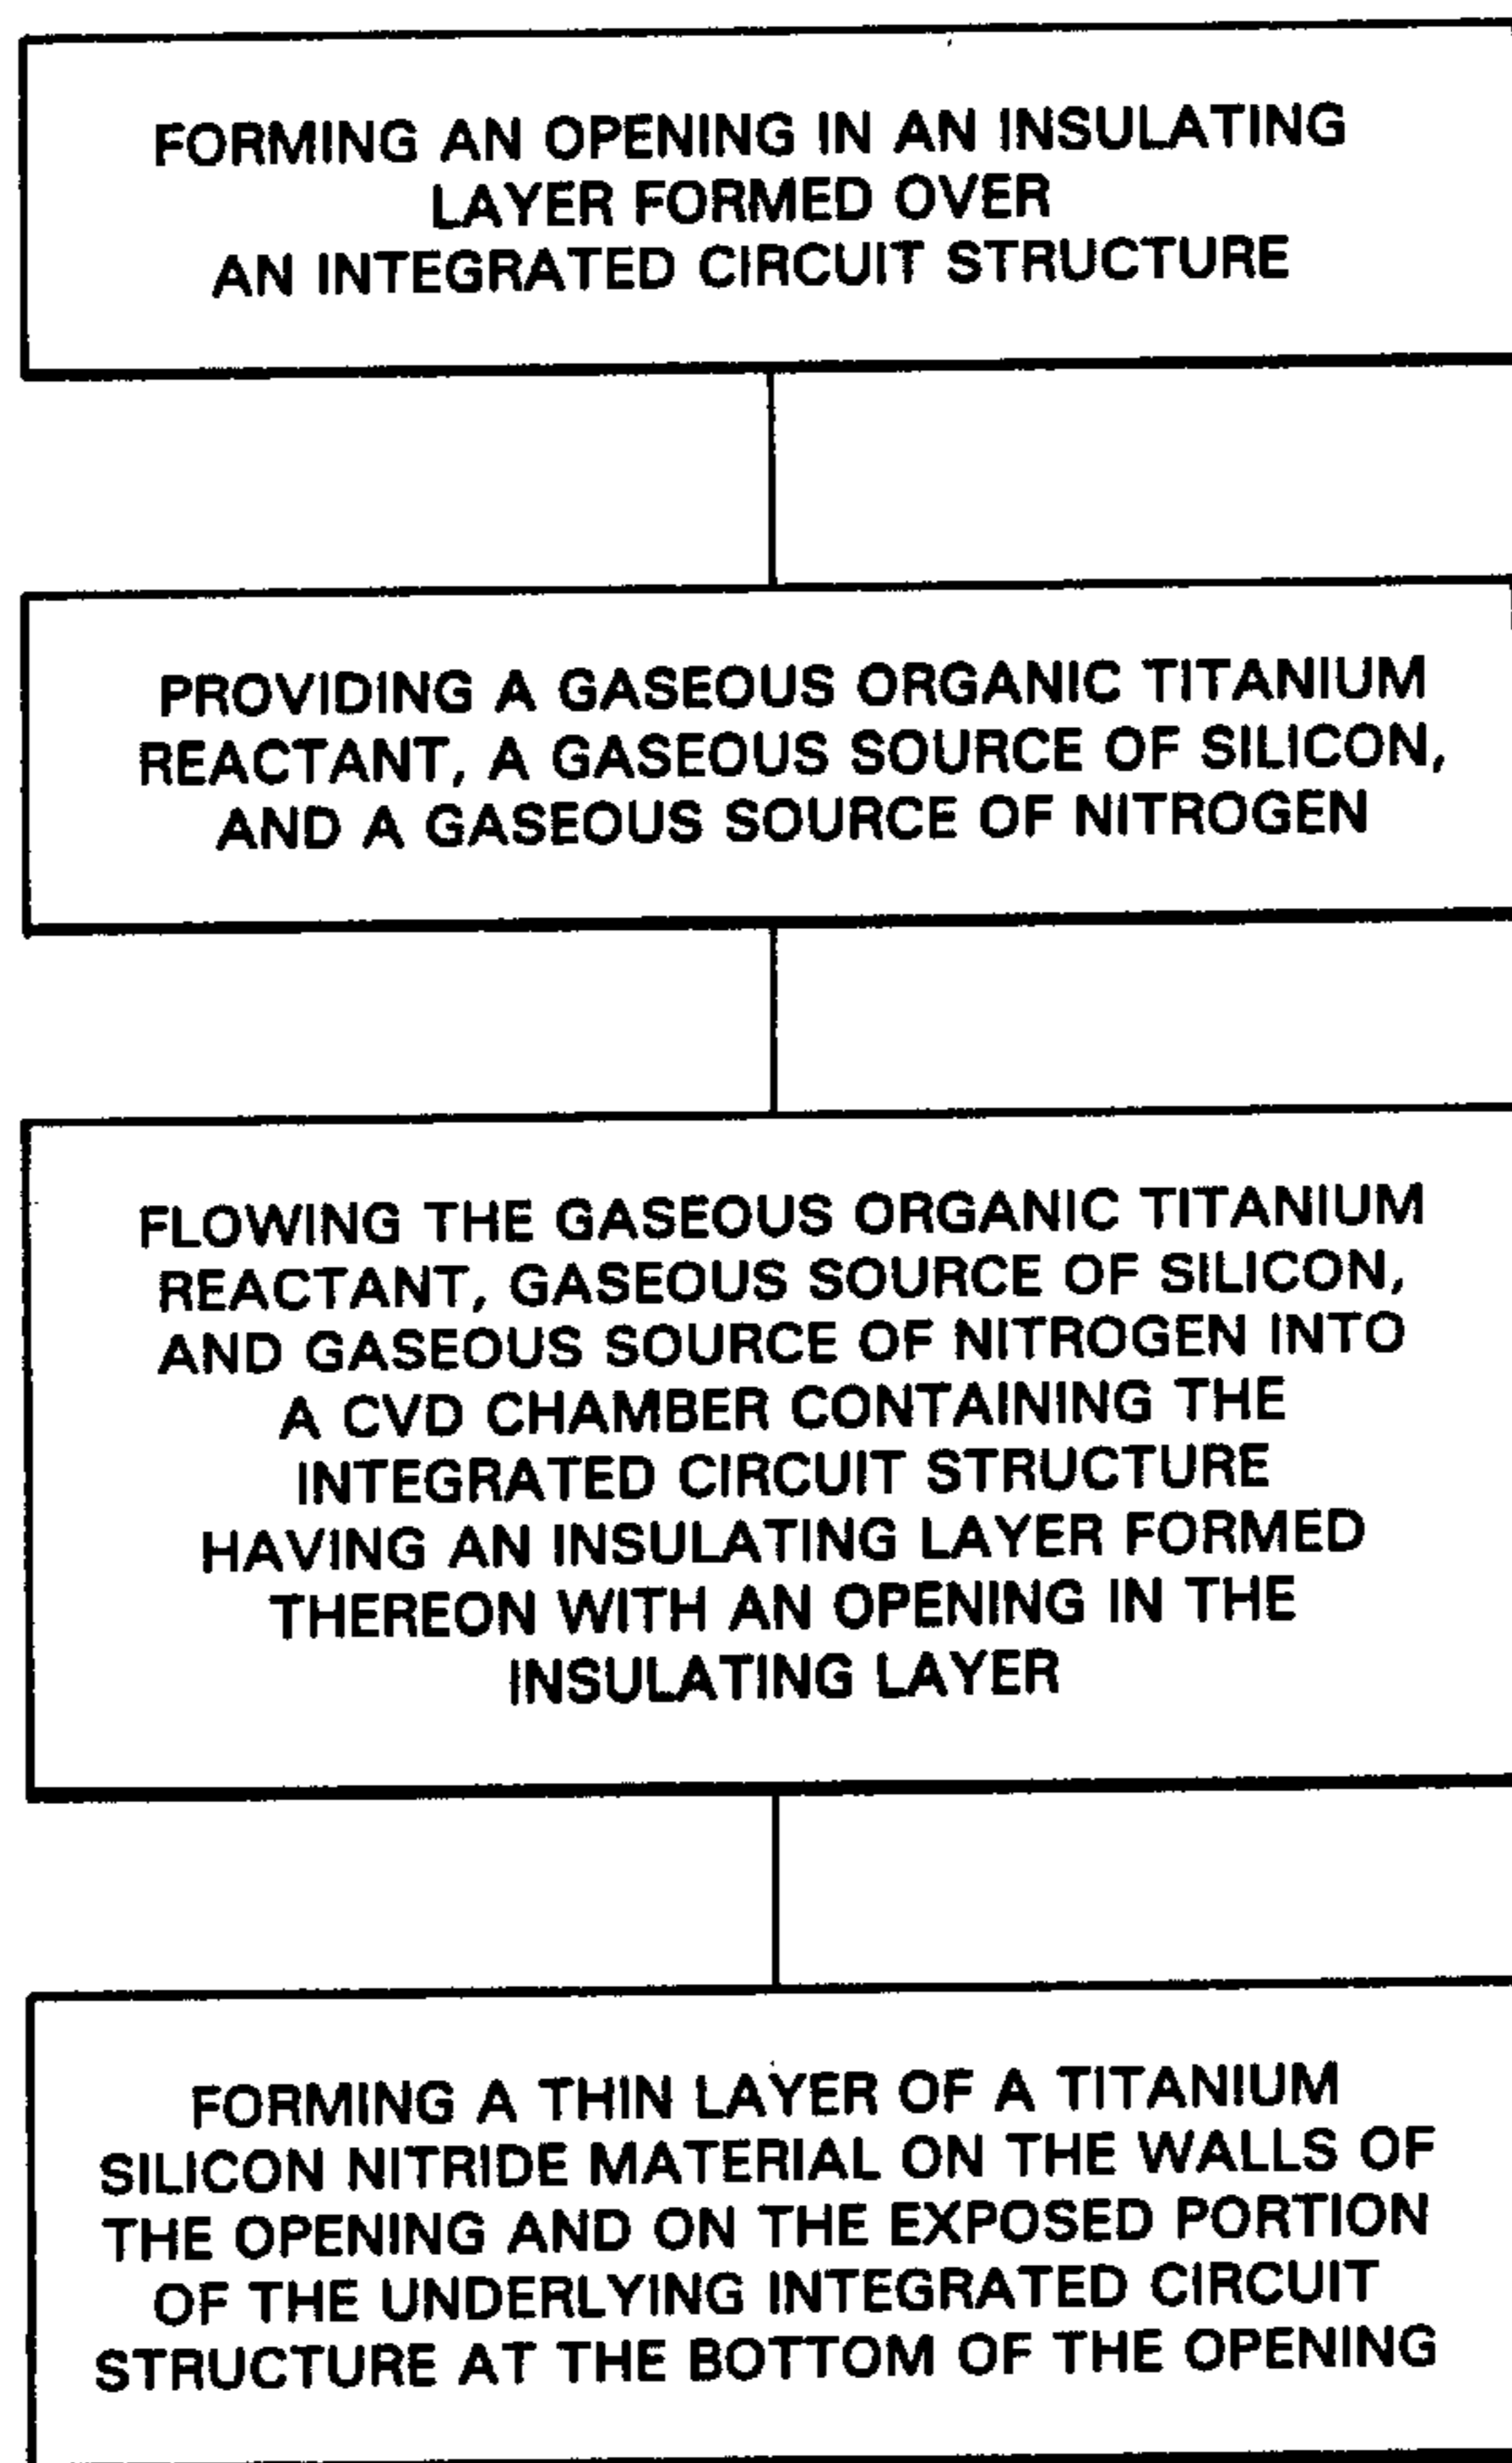 FORMING AN OPENING IN AN INSULATING
LAYER FORMED OVER
AN INTEGRATED CIRCUIT STRUCTURE
PROVIDING A GASEOUS ORGANIC TITANIUM
REACTANT, A GASEOUS SOURCE OF SILICON,
AND A GASEOUS SOURCE OF NITROGEN
FLOWING THE GASEOUS ORGANIC TITANIUM
REACTANT, GASEOUS SOURCE OF SILICON,
AND GASEOUS SOURCE OF NITROGEN INTO
A CVD CHAMBER CONTAINING THE
INTEGRATED CIRCUIT STRUCTURE
HAVING AN INSULATING LAYER FORMED
THEREON WITH AN OPENING IN THE
INSULATING LAYER
FORMING A THIN LAYER OF A TITANIUM
SILICON NITRIDE MATERIAL ON THE WALLS OF
THE OPENING AND ON THE EXPOSED PORTION
OF THE UNDERLYING INTEGRATED CIRCUIT
STRUCTURE AT THE BOTTOM OF THE OPENING